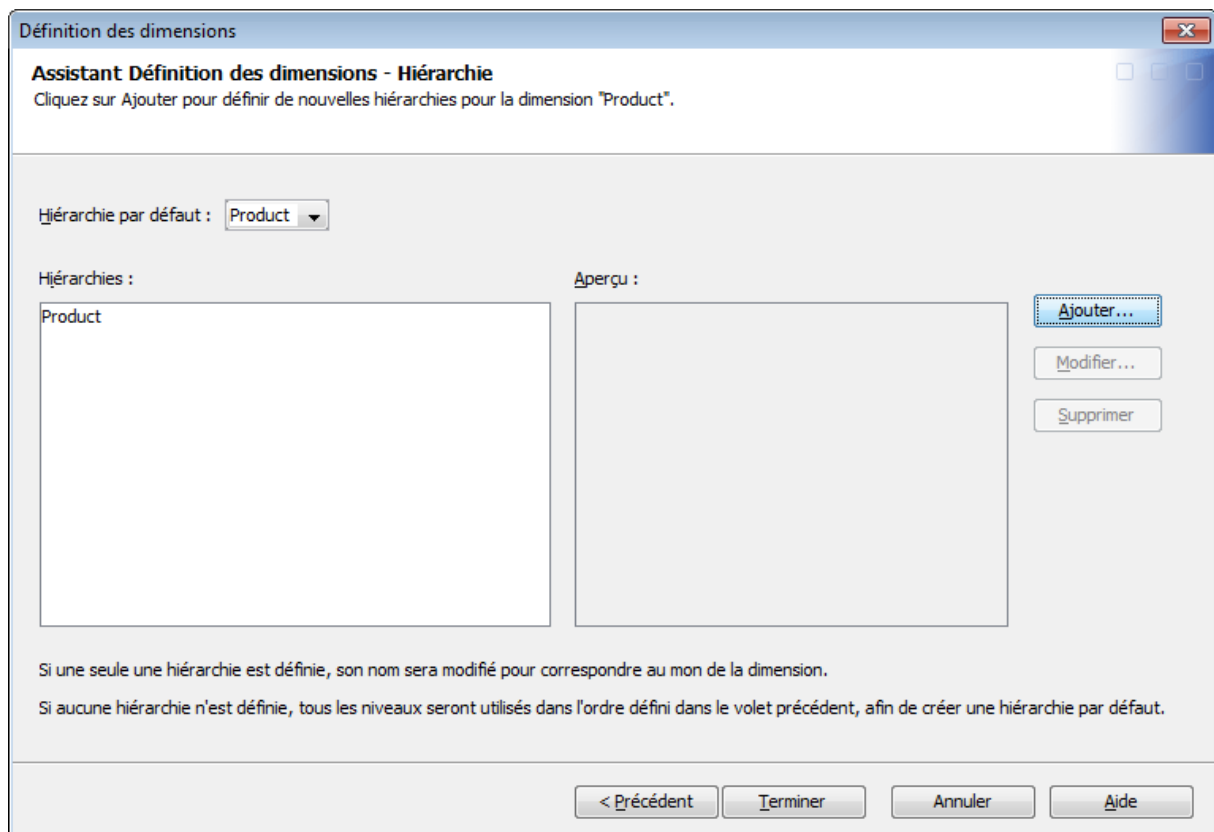 Définition des dimensions
Assistant Définition des dimensions - Hiérarchie
Cliquez sur Ajouter pour définir de nouvelles hiérarchies pour la dimension "Product".
Hiérarchie par défaut : Product
Hiérarchies :
Aperçu :
Product
Ajouter...
Modifier...
Supprimer
Si une seule une hiérarchie est définie, son nom sera modifié pour correspondre au mon de la dimension.
Si aucune hiérarchie n'est définie, tous les niveaux seront utilisés dans l'ordre défini dans le volet précédent, afin de créer une hiérarchie par défaut.
< Précédent
Terminer
Annuler
Aide